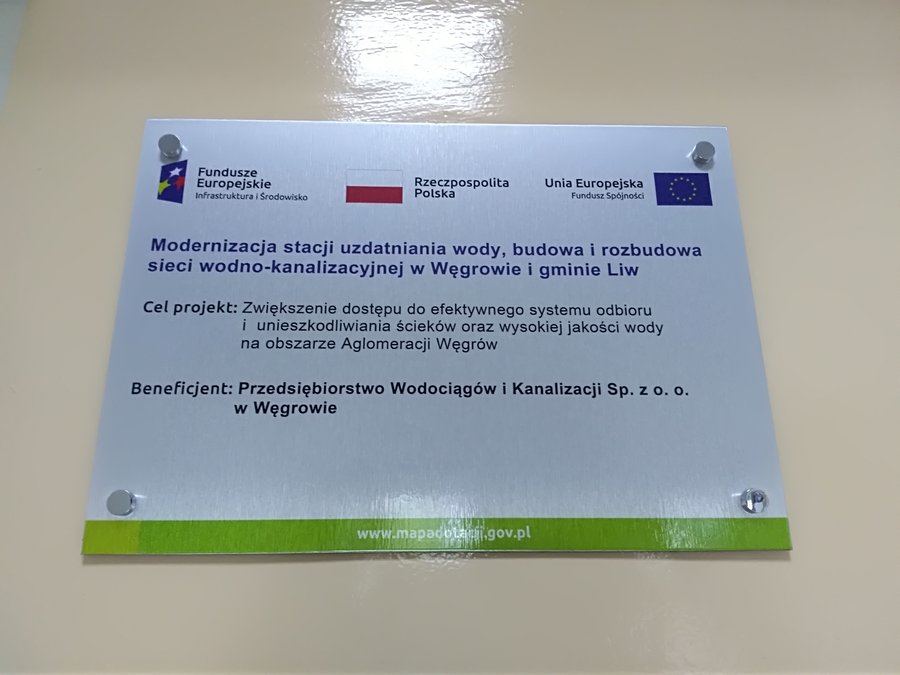 Fundusze
Europejskie
Infrastruktura i Środowisko
Rzeczpospolita
Polska
Unia Europejska
Fundusz Spójności
Modernizacja stacji uzdatniania wody, budowa i rozbudowa
sieci wodno-kanalizacyjnej w Węgrowie i gminie Liw
Cel projekt: Zwiększenie dostępu do efektywnego systemu odbioru
i unieszkodliwiania ścieków oraz wysokiej jakości wody
na obszarze Aglomeracji Węgrów
Beneficjent: Przedsiębiorstwo Wodociągów i Kanalizacji Sp. z o. o.
w Węgrowie
www.mapadotacji.gov.pl